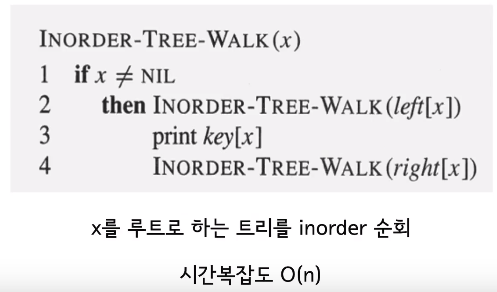 INORDER-TREE-WALK(x)
1 if x ≠ NIL
2 then INORDER-TREE-WALK(left[x])
3 print key[x]
4 INORDER-TREE-WALK(right[x])
x를 루트로 하는 트리를 inorder 순회
시간복잡도 O(n)